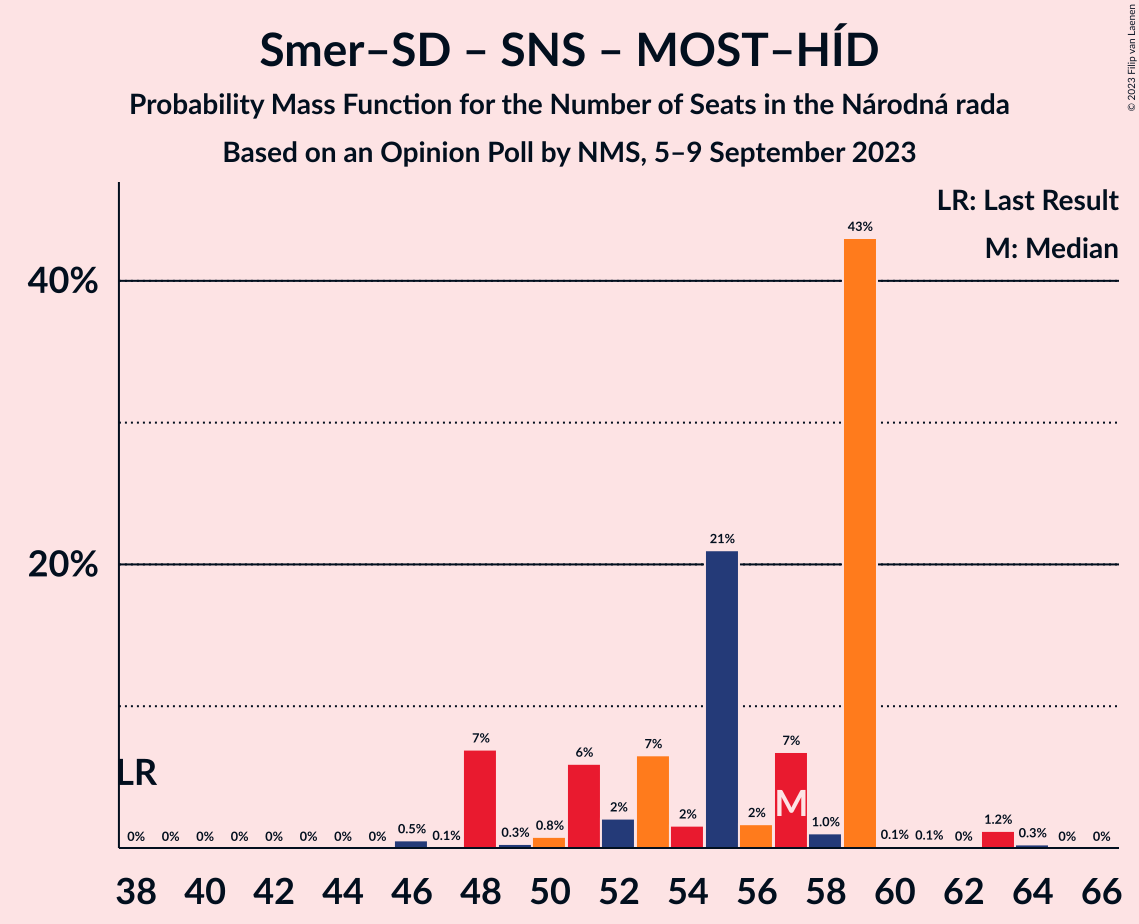 Smer–SD – SNS – MOST–HÍD
Probability Mass Function for the Number of Seats in the Národná rada
Based on an Opinion Poll by NMS, 5–9 September 2023
© 2023 Filip van Laenen
LR: Last Result
M: Median
40%
20%
LR
M
0% 0% 0% 0% 0% 0% 0% 0% 0.5% 0.1% 7% 0.3% 0.8% 6% 2% 7% 2% 21% 2% 7% 1.0% 43% 0.1% 0.1% 0% 1.2% 0.3% 0% 0%
38 40 42 44 46 48 50 52 54 56 58 60 62 64 66